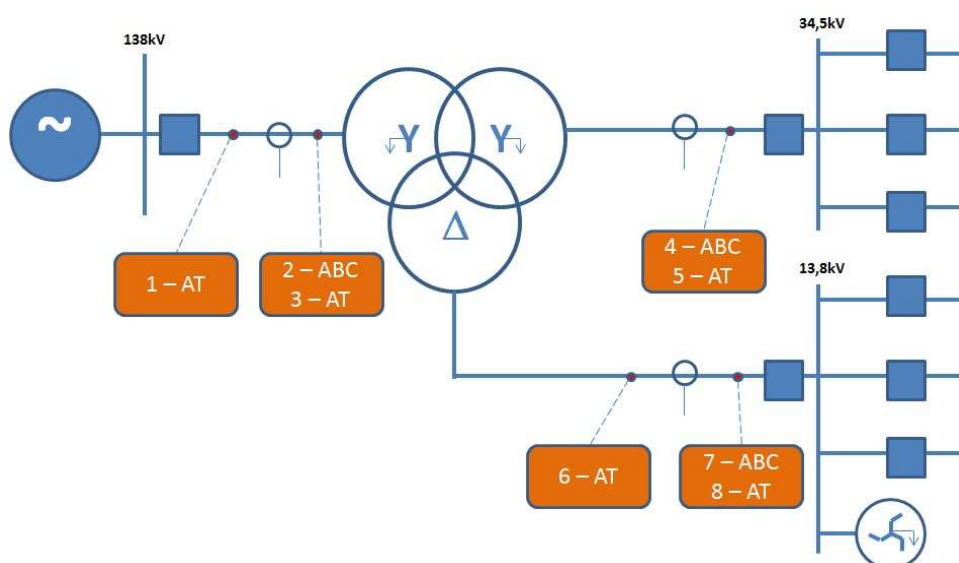 138kV
34,5kV
~
Y
Y
Δ
1 – AT
2 – ABC
3 – AT
4 – ABC
5 – AT
13,8kV
6 – AT
7 – ABC
8 – AT